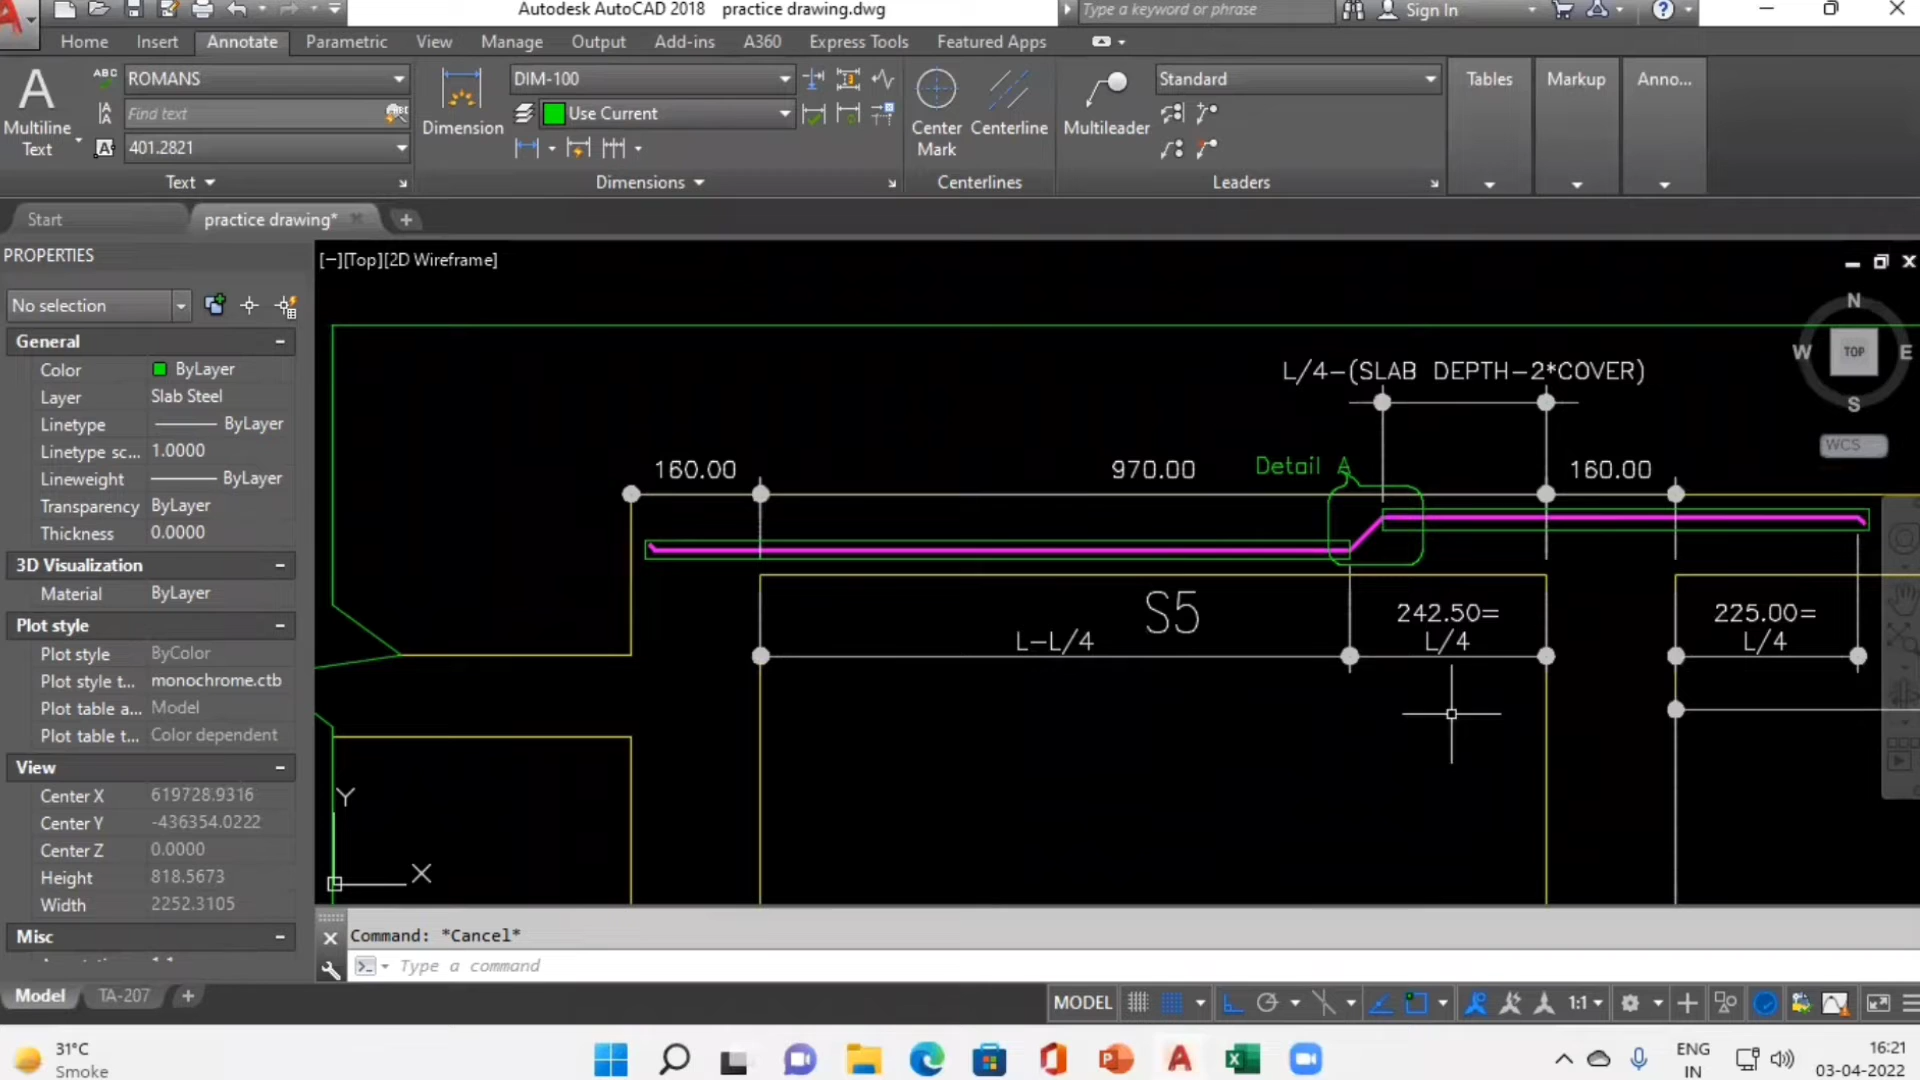 Autodesk AutoCAD 2018 practice drawing.dwg
Type a keyword or phrase
Sign In
Home Insert Annotate Parametric View Manage Output Add-ins A360 Express Tools Featured Apps
A
Multiline
Text
ABC
ROMANS
Find text
401.2821
Text
Dimension
DIM-100
Use Current
Dimensions
Center
Mark
Centerline
Centerlines
Multileader
Standard
Leaders
Tables
Markup
Anno...
Start
practice drawing*
PROPERTIES
No selection
General
Color ByLayer
Layer Slab Steel
Linetype ByLayer
Linetype sc... 1.0000
Lineweight ByLayer
Transparency ByLayer
Thickness 0.0000
3D Visualization
Material ByLayer
Plot style
Plot style ByColor
Plot style t... monochrome.ctb
Plot table a... Model
Plot table t... Color dependent
View
Center X 619728.9316
Center Y -436354.0222
Center Z 0.0000
Height 818.5673
Width 2252.3105
Misc
[−][Top][2D Wireframe]
N
W TOP E
S
WCS
L/4-(SLAB DEPTH-2*COVER)
160.00
970.00
Detail A
160.00
S5
L-L/4
242.50=
L/4
225.00=
L/4
Y
X
Command: *Cancel*
Type a command
Model TA-207
MODEL
1:1
31°C
Smoke
ENG
IN
16:21
03-04-2022